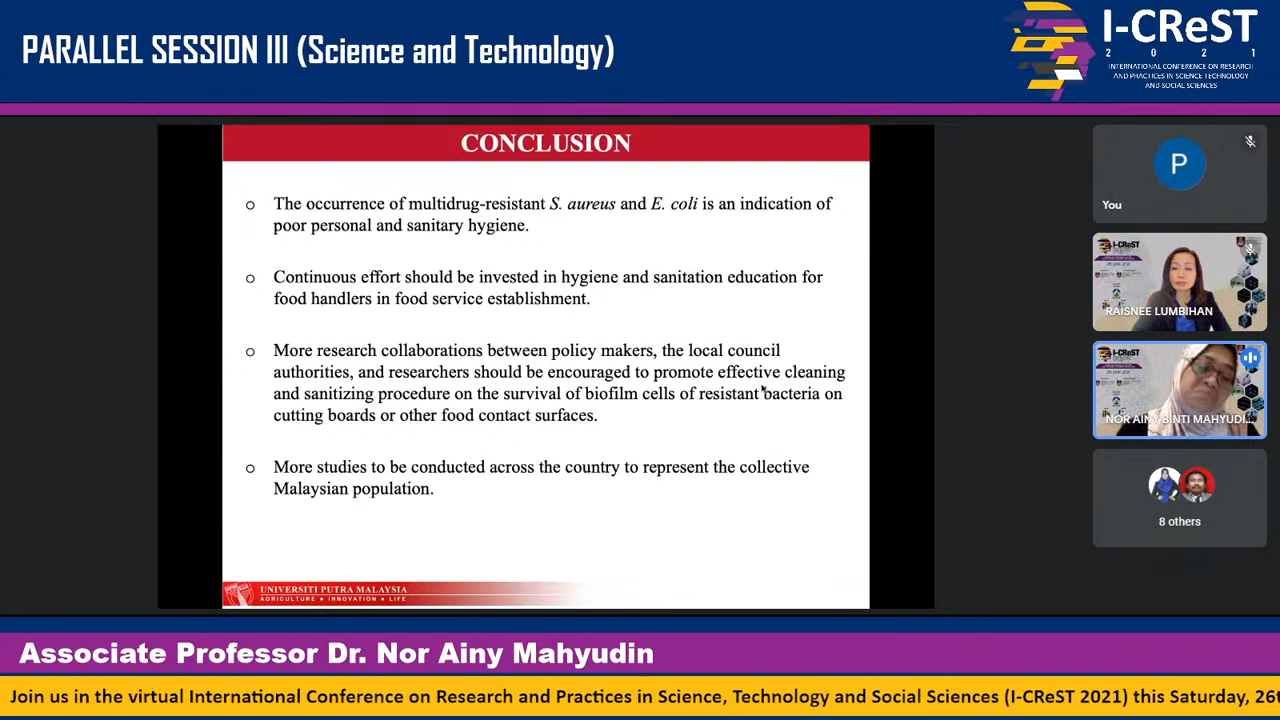 PARALLEL SESSION III (Science and Technology)
I-CReST
2 0 2 1
INTERNATIONAL CONFERENCE ON RESEARCH
AND PRACTICES IN SCIENCE TECHNOLOGY
AND SOCIAL SCIENCES
CONCLUSION
The occurrence of multidrug-resistant S. aureus and E. coli is an indication of
poor personal and sanitary hygiene.
Continuous effort should be invested in hygiene and sanitation education for
food handlers in food service establishment.
More research collaborations between policy makers, the local council
authorities, and researchers should be encouraged to promote effective cleaning
and sanitizing procedure on the survival of biofilm cells of resistant bacteria on
cutting boards or other food contact surfaces.
More studies to be conducted across the country to represent the collective
Malaysian population.
UNIVERSITI PUTRA MALAYSIA
AGRICULTURE • INNOVATION • LIFE
P
You
I-CReST
RAISNEE LUMBIHAN
I-CReST
NOR AINY BINTI MAHYUDI...
8 others
Associate Professor Dr. Nor Ainy Mahyudin
Join us in the virtual International Conference on Research and Practices in Science, Technology and Social Sciences (I-CReST 2021) this Saturday, 26t